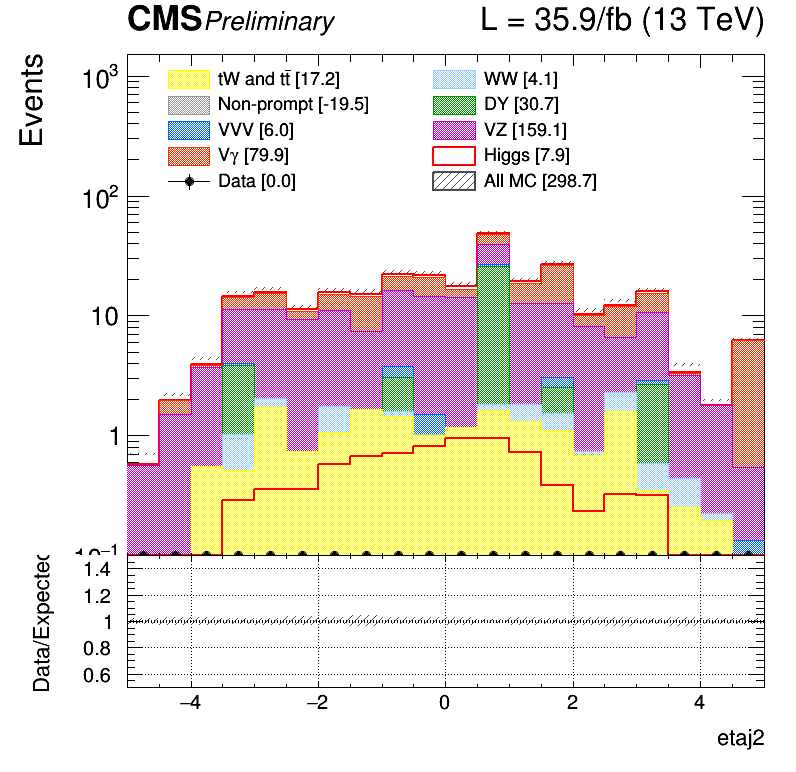 CMS Preliminary L = 35.9/fb (13 TeV)
Events
10³
10²
10
1
10⁻¹
tW and tt̄ [17.2]
Non-prompt [-19.5]
VVV [6.0]
Vγ [79.9]
Data [0.0]
WW [4.1]
DY [30.7]
VZ [159.1]
Higgs [7.9]
All MC [298.7]
Data/Expected
1.4
1.2
1
0.8
0.6
−4 −2 0 2 4
etaj2